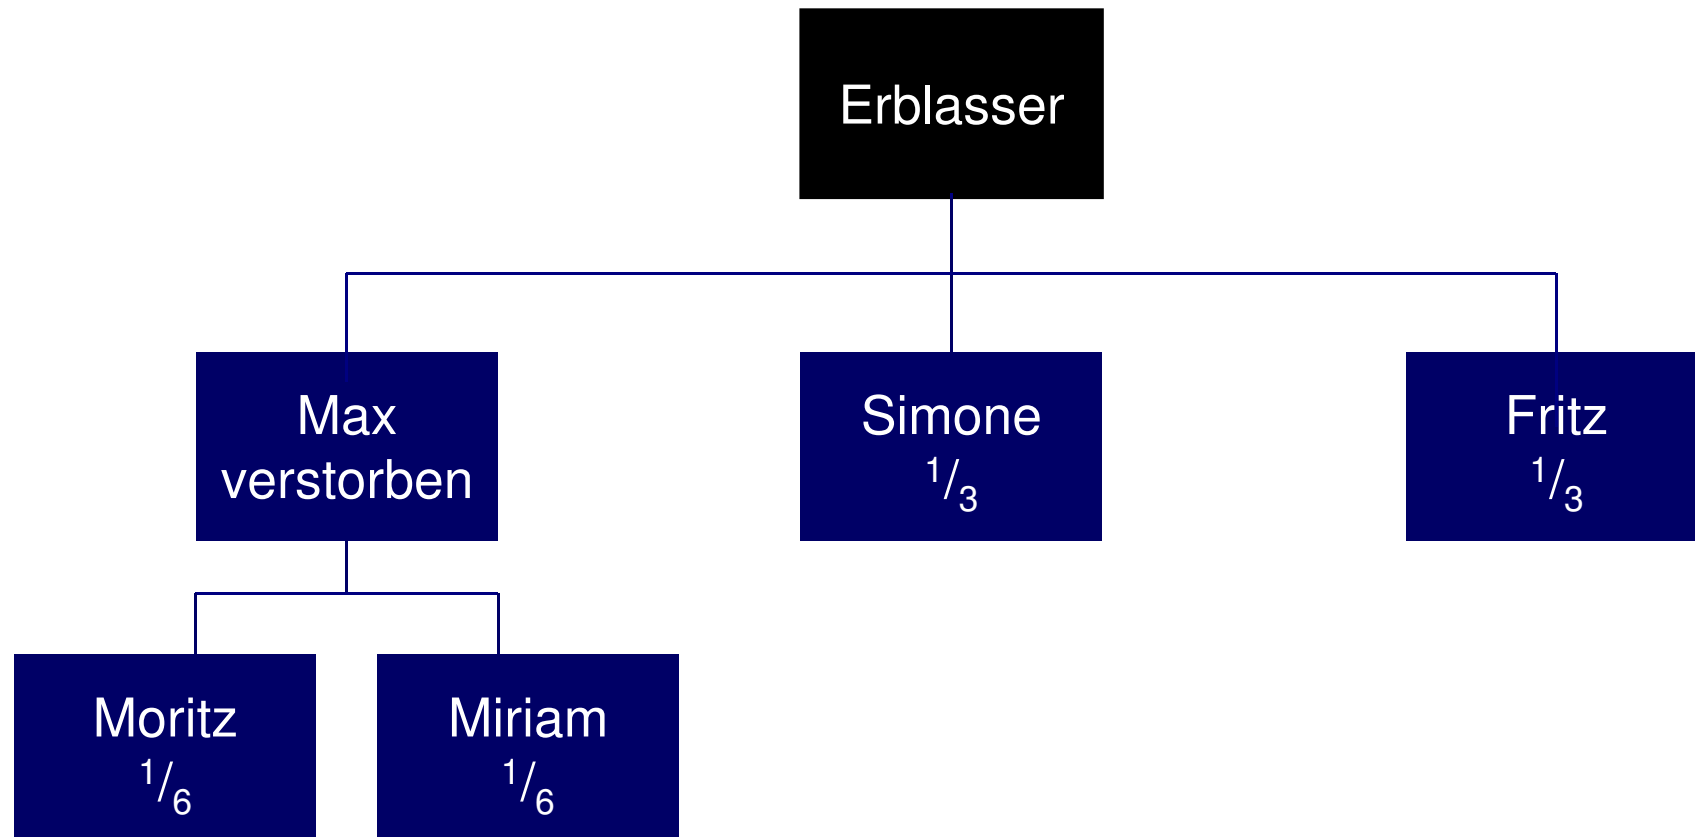 Erblasser
Max
verstorben
Simone
1/3
Fritz
1/3
Moritz
1/6
Miriam
1/6